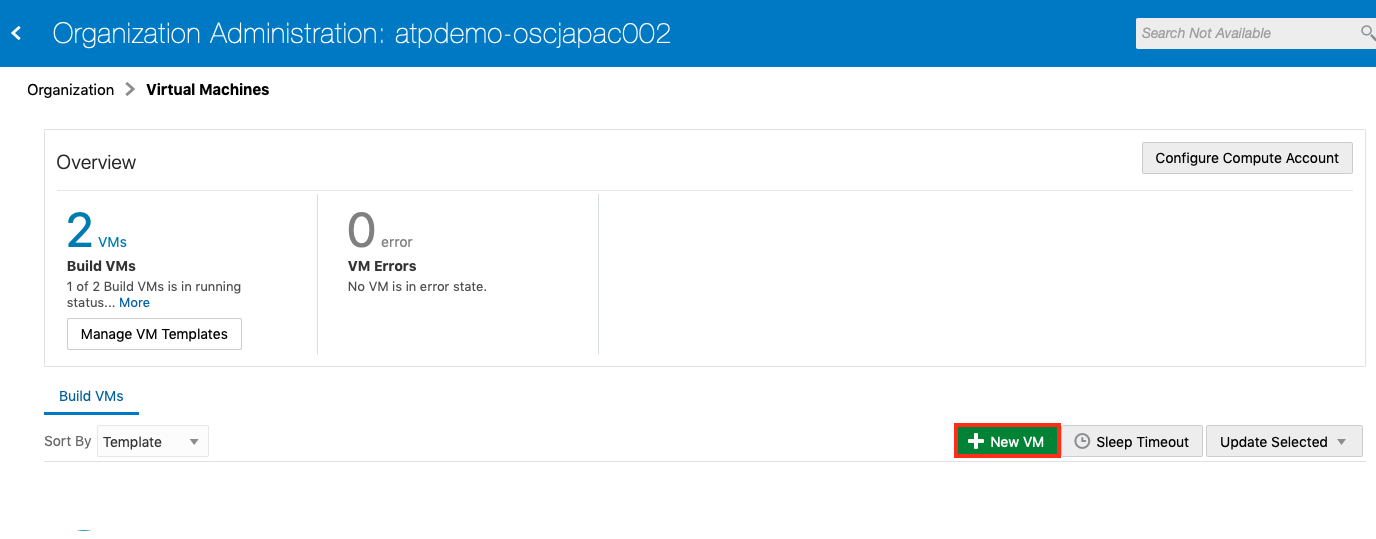 Organization Administration: atpdemo-oscjapac002
Search Not Available
Organization Virtual Machines
Overview
Configure Compute Account
2 VMs
Build VMs
1 of 2 Build VMs is in running
status... More
Manage VM Templates
0 error
VM Errors
No VM is in error state.
Build VMs
Sort By Template
New VM
Sleep Timeout
Update Selected